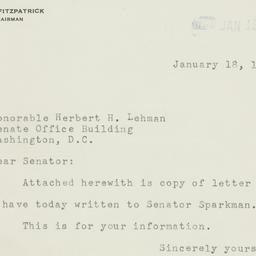 FITZPATRICK
AIRMAN
JAN
January 18, 1
onorable Herbert H. Lehman
enate Office Building
ashington, D.C.
ear Senator:
Attached herewith is copy of letter
have today written to Senator Sparkman.
This is for your information.
Sincerely yours